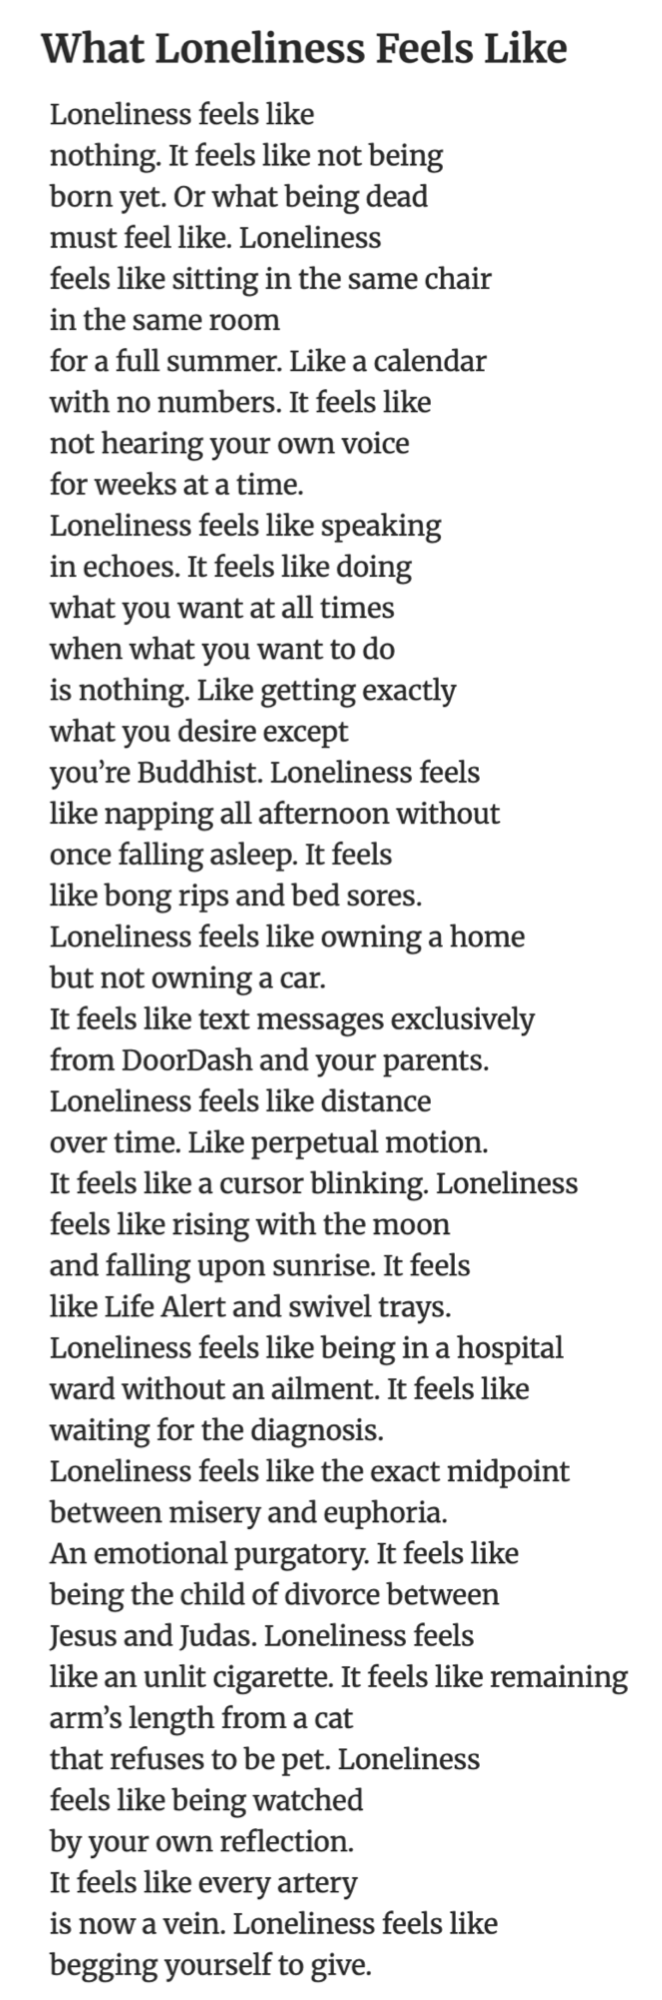 What Loneliness Feels Like
Loneliness feels like
nothing. It feels like not being
born yet. Or what being dead
must feel like. Loneliness
feels like sitting in the same chair
in the same room
for a full summer. Like a calendar
with no numbers. It feels like
not hearing your own voice
for weeks at a time.
Loneliness feels like speaking
in echoes. It feels like doing
what you want at all times
when what you want to do
is nothing. Like getting exactly
what you desire except
you’re Buddhist. Loneliness feels
like napping all afternoon without
once falling asleep. It feels
like bong rips and bed sores.
Loneliness feels like owning a home
but not owning a car.
It feels like text messages exclusively
from DoorDash and your parents.
Loneliness feels like distance
over time. Like perpetual motion.
It feels like a cursor blinking. Loneliness
feels like rising with the moon
and falling upon sunrise. It feels
like Life Alert and swivel trays.
Loneliness feels like being in a hospital
ward without an ailment. It feels like
waiting for the diagnosis.
Loneliness feels like the exact midpoint
between misery and euphoria.
An emotional purgatory. It feels like
being the child of divorce between
Jesus and Judas. Loneliness feels
like an unlit cigarette. It feels like remaining
arm’s length from a cat
that refuses to be pet. Loneliness
feels like being watched
by your own reflection.
It feels like every artery
is now a vein. Loneliness feels like
begging yourself to give.